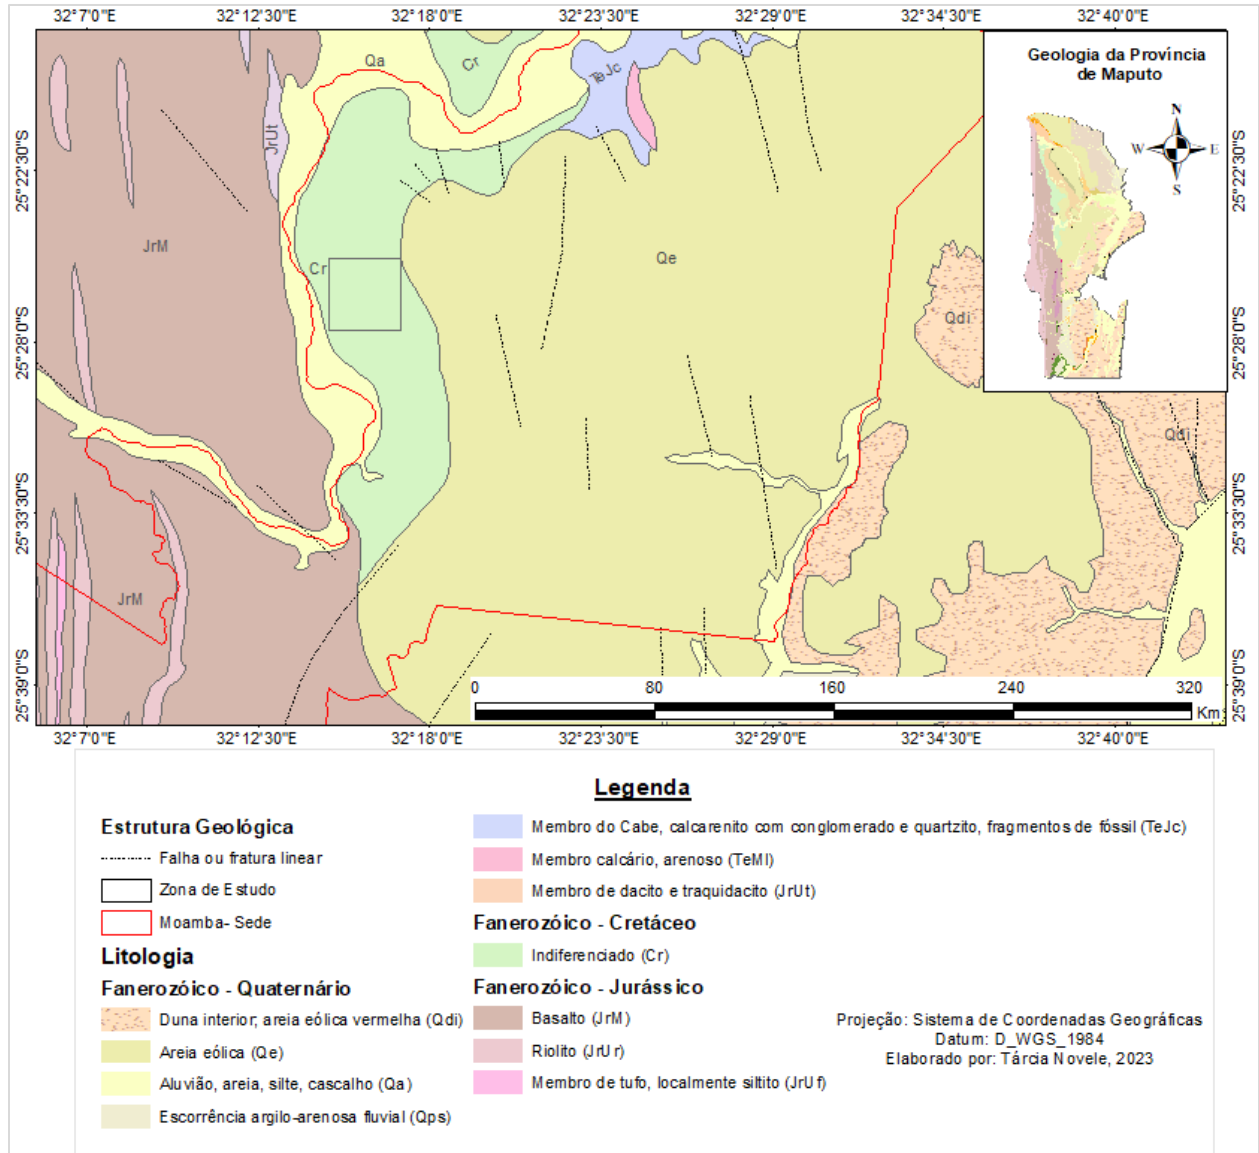 32°7'0"E 32°12'30"E 32°18'0"E 32°23'30"E 32°29'0"E 32°34'30"E 32°40'0"E
25°22'30"S
25°28'0"S
25°33'30"S
25°39'0"S
Qa
Cr
TeJc
JrUt
JrM
Cr
Qe
Qdi
Qdi
JrM
Geologia da Província
de Maputo
N
W E
S
25°22'30"S
25°28'0"S
25°33'30"S
25°39'0"S
0 80 160 240 320
Km
32°7'0"E 32°12'30"E 32°18'0"E 32°23'30"E 32°29'0"E 32°34'30"E 32°40'0"E
Legenda
Estrutura Geológica
Falha ou fratura linear
Zona de Estudo
Moamba- Sede
Litologia
Fanerozóico - Quaternário
Duna interior; areia eólica vermelha (Qdi)
Areia eólica (Qe)
Aluvião, areia, silte, cascalho (Qa)
Escorrência argilo-arenosa fluvial (Qps)
Membro do Cabe, calcarenito com conglomerado e quartzito, fragmentos de fóssil (TeJc)
Membro calcário, arenoso (TeMl)
Membro de dacito e traquidacito (JrUt)
Fanerozóico - Cretáceo
Indiferenciado (Cr)
Fanerozóico - Jurássico
Basalto (JrM)
Riolito (JrUr)
Membro de tufo, localmente siltito (JrUf)
Projeção: Sistema de Coordenadas Geográficas
Datum: D_WGS_1984
Elaborado por: Tárcia Novele, 2023